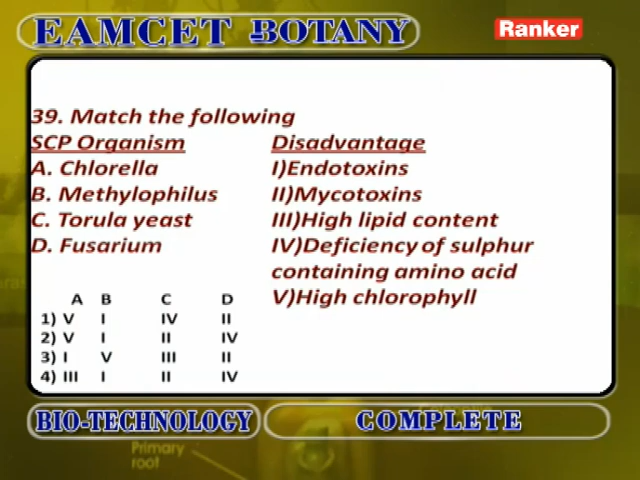 EAMCET - BOTANY
Ranker
39. Match the following
SCP Organism Disadvantage
A. Chlorella I)Endotoxins
B. Methylophilus II)Mycotoxins
C. Torula yeast III)High lipid content
D. Fusarium IV)Deficiency of sulphur
containing amino acid
A B C D V)High chlorophyll
1) V I IV II
2) V I II IV
3) I V III II
4) III I II IV
BIO-TECHNOLOGY COMPLETE
Primary
root